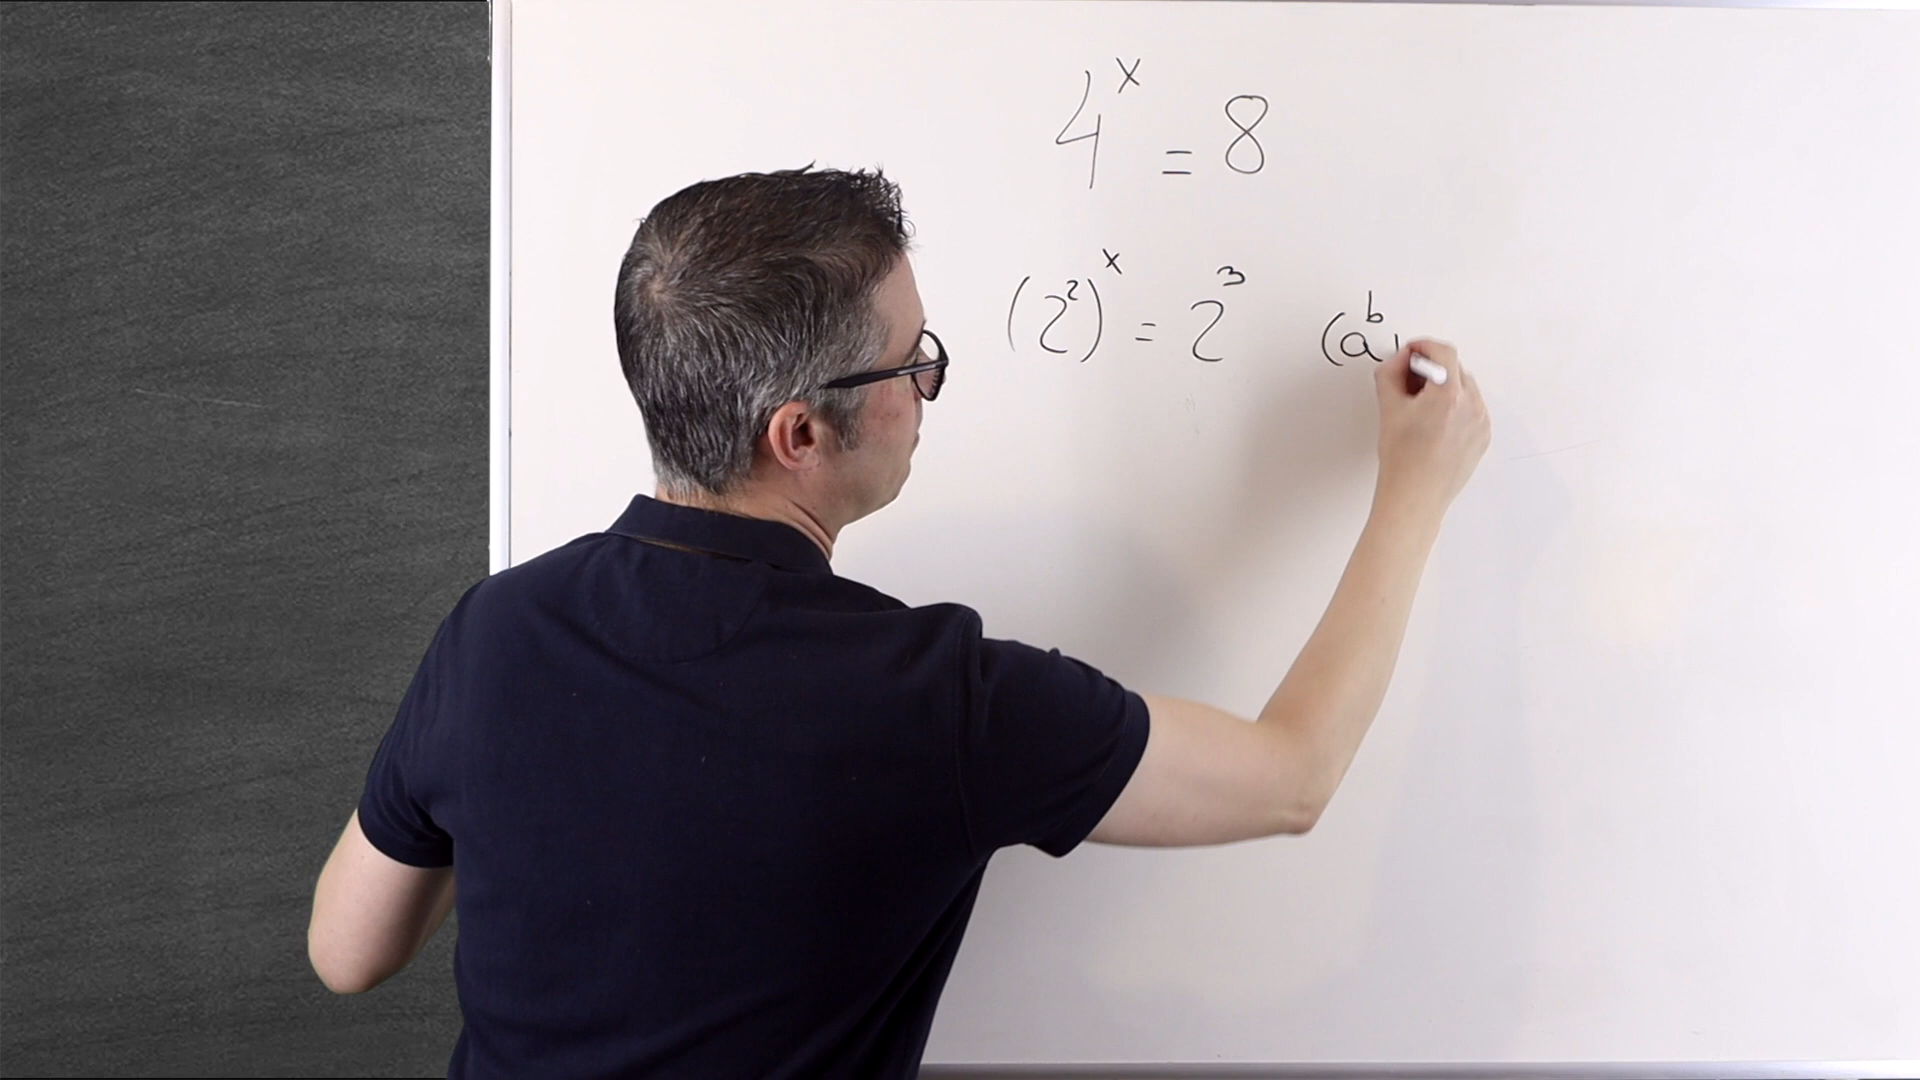 4^x = 8
(2^2)^x = 2^3 (a^b)